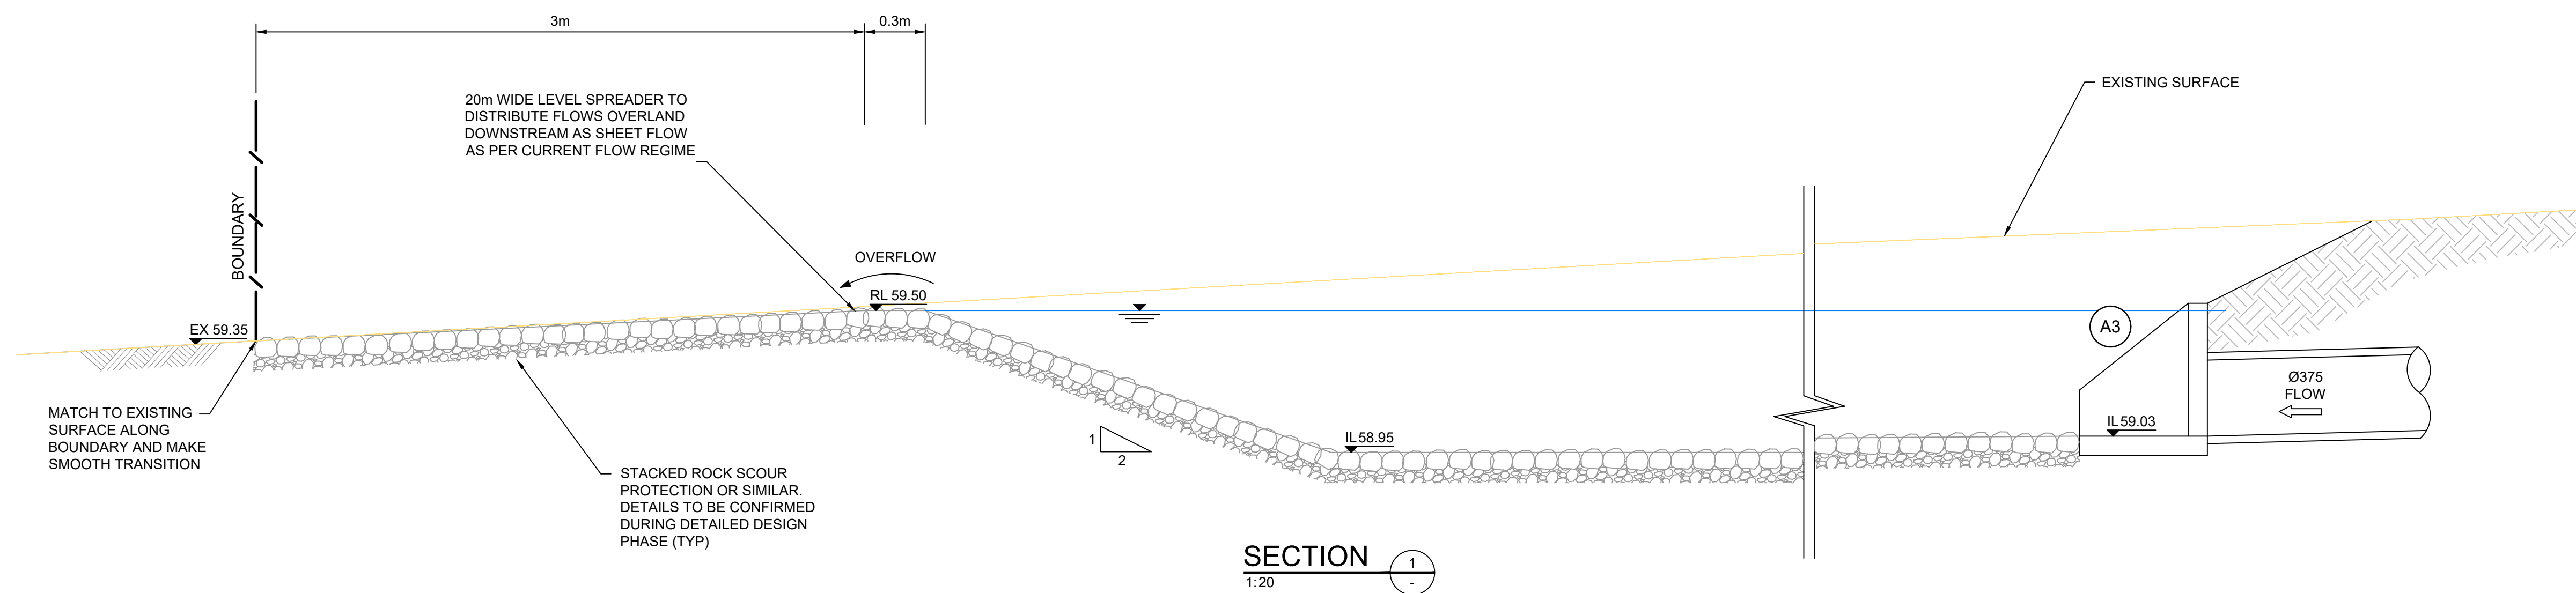 3m
0.3m
20m WIDE LEVEL SPREADER TO
DISTRIBUTE FLOWS OVERLAND
DOWNSTREAM AS SHEET FLOW
AS PER CURRENT FLOW REGIME
EXISTING SURFACE
BOUNDARY
OVERFLOW
RL 59.50
EX 59.35
A3
Ø375
FLOW
MATCH TO EXISTING
SURFACE ALONG
BOUNDARY AND MAKE
SMOOTH TRANSITION
IL 59.03
IL 58.95
1
2
STACKED ROCK SCOUR
PROTECTION OR SIMILAR.
DETAILS TO BE CONFIRMED
DURING DETAILED DESIGN
PHASE (TYP)
SECTION
1
1:20
-